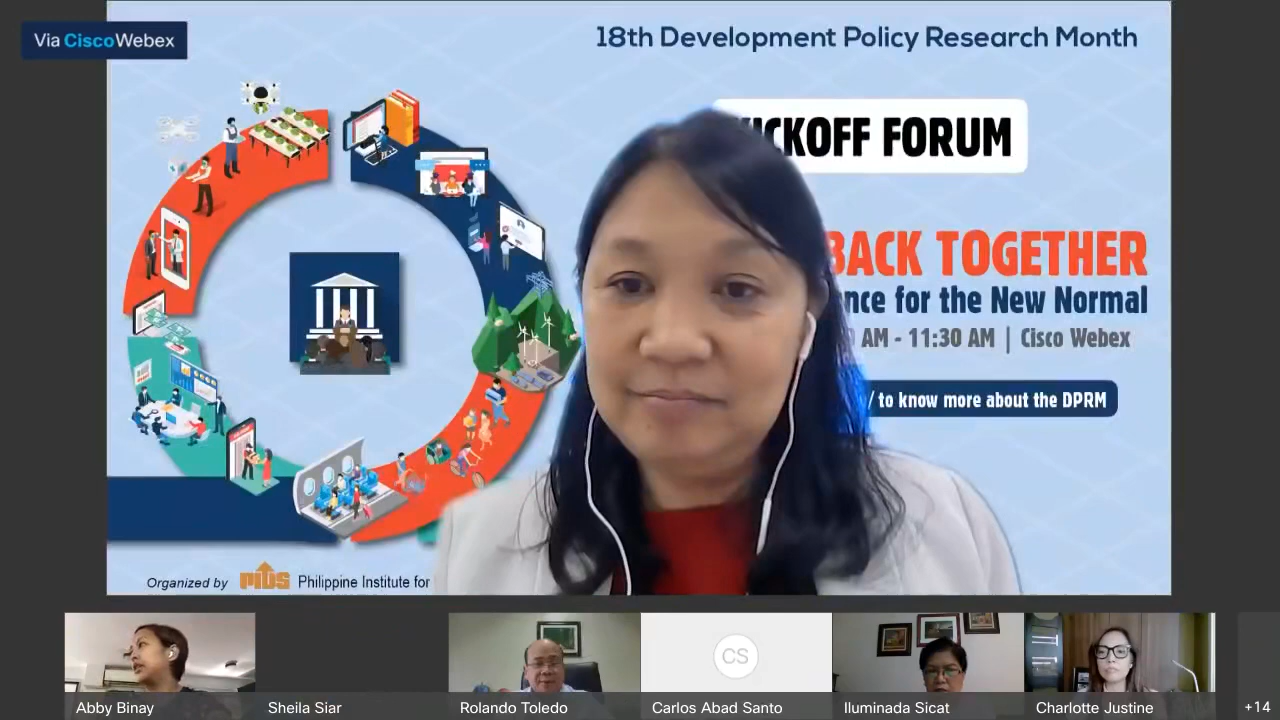 Via CiscoWebex
18th Development Policy Research Month
KICKOFF FORUM
BACK TOGETHER
for the New Normal
AM - 11:30 AM | Cisco Webex
/ to know more about the DPRM
Organized by PIDS Philippine Institute for
CS
Abby Binay
Sheila Siar
Rolando Toledo
Carlos Abad Santo
Iluminada Sicat
Charlotte Justine
+14